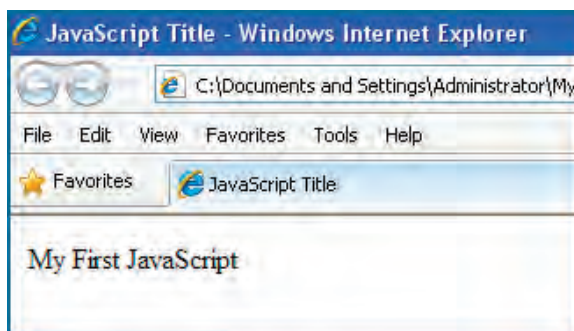 JavaScript Title - Windows Internet Explorer
C:\Documents and Settings\Administrator\My
File Edit View Favorites Tools Help
Favorites JavaScript Title
My First JavaScript